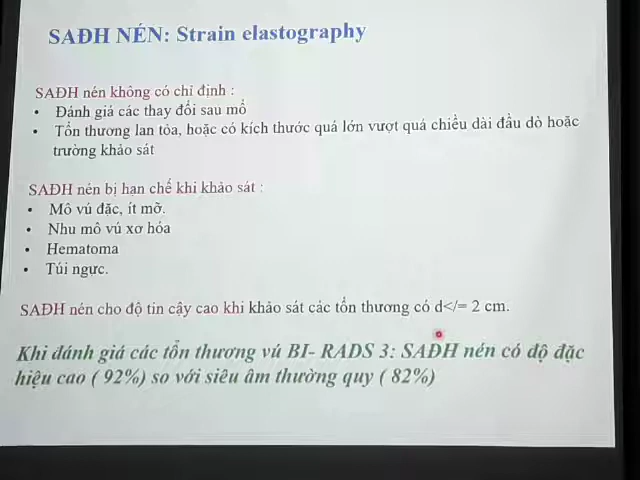 SAĐH NÉN: Strain elastography
SAĐH nén không có chỉ định :
• Đánh giá các thay đổi sau mổ
• Tổn thương lan tỏa, hoặc có kích thước quá lớn vượt quá chiều dài đầu dò hoặc
trường khảo sát
SAĐH nén bị hạn chế khi khảo sát :
• Mô vú đặc, ít mỡ.
• Nhu mô vú xơ hóa
• Hematoma
• Túi ngực.
SAĐH nén cho độ tin cậy cao khi khảo sát các tổn thương có d</= 2 cm.
Khi đánh giá các tổn thương vú BI- RADS 3: SAĐH nén có độ đặc
hiệu cao ( 92%) so với siêu âm thường quy ( 82%)